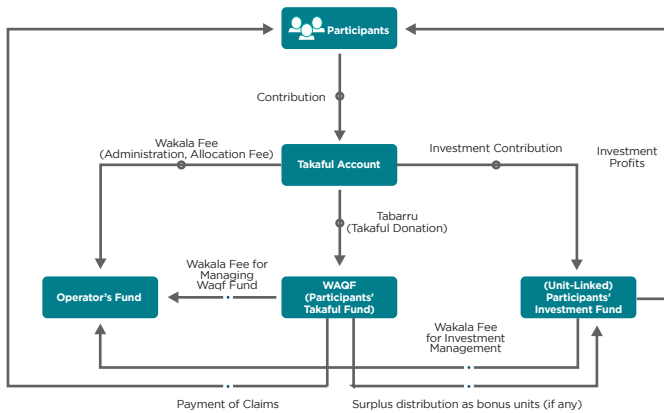 Participants
Contribution
Wakala Fee
(Administration, Allocation Fee)
Takaful Account
Investment Contribution
Investment
Profits
Tabarru
(Takaful Donation)
Wakala Fee for
Managing
Waqf Fund
Operator's Fund
WAQF
(Participants'
Takaful Fund)
(Unit-Linked)
Participants'
Investment Fund
Wakala Fee
for Investment
Management
Payment of Claims
Surplus distribution as bonus units (if any)